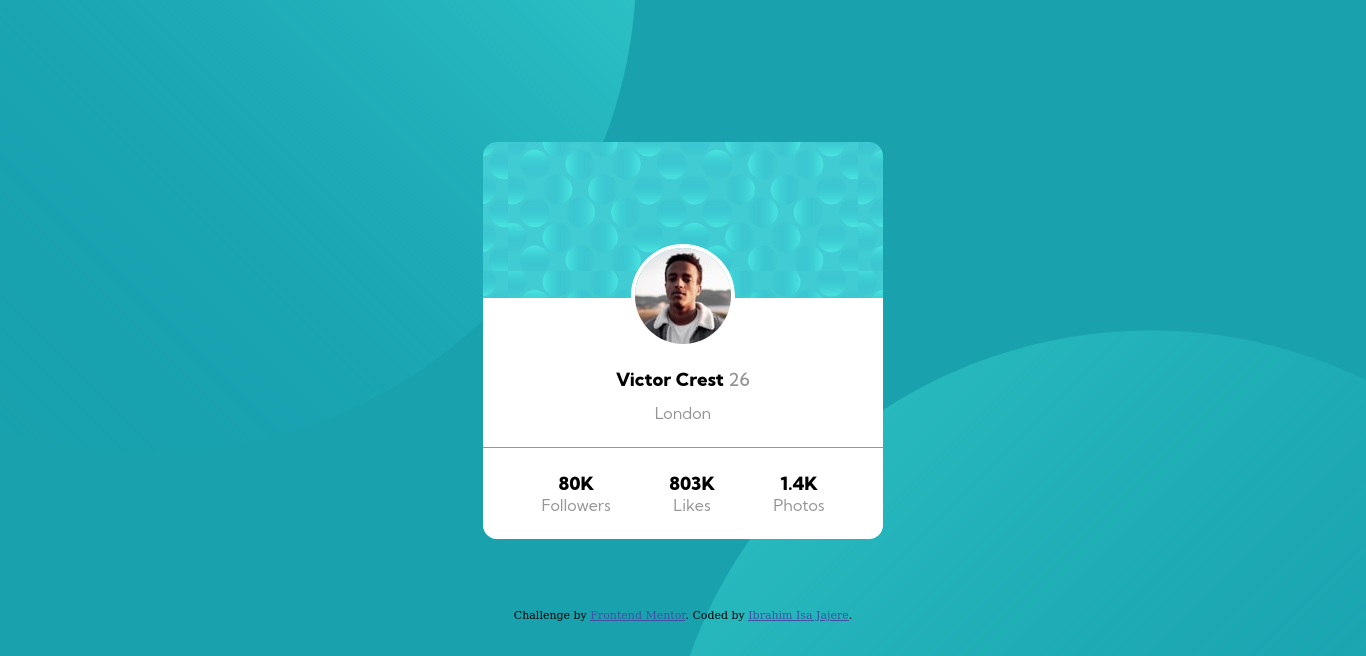 Victor Crest 26
London
80K 803K 1.4K
Followers Likes Photos
Challenge by Frontend Mentor. Coded by Ibrahim Isa Jajere.